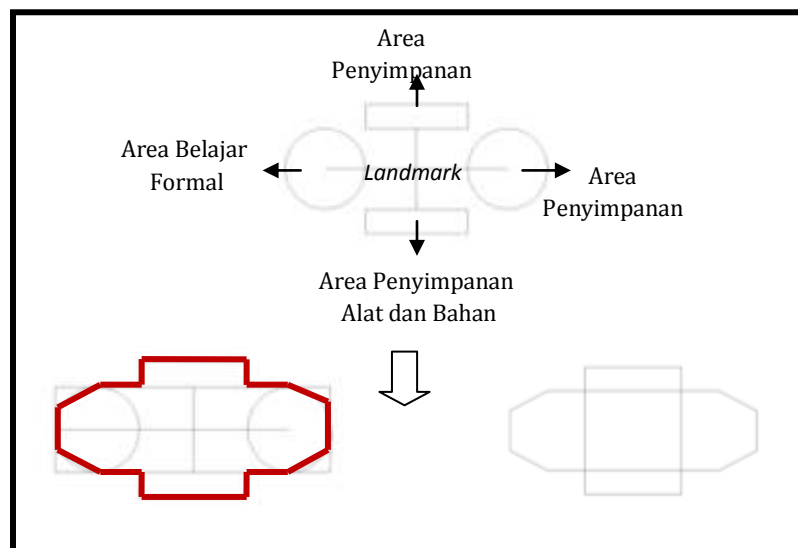 Area
Penyimpanan
Area Belajar
Formal
Landmark
Area
Penyimpanan
Area Penyimpanan
Alat dan Bahan